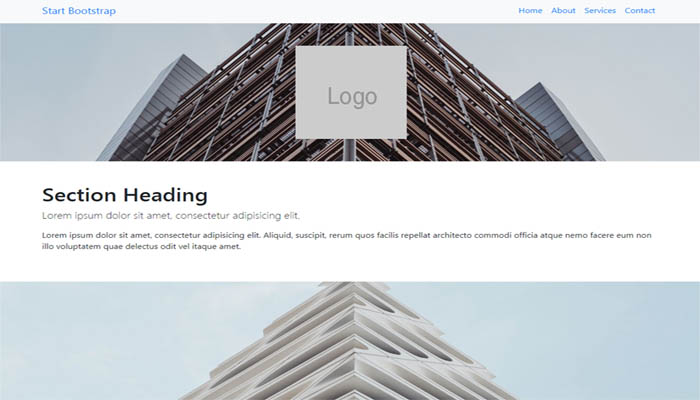 Start Bootstrap
Home About Services Contact
Logo
Section Heading
Lorem ipsum dolor sit amet, consectetur adipisicing elit.
Lorem ipsum dolor sit amet, consectetur adipisicing elit. Aliquid, suscipit, rerum quos facilis repellat architecto commodi officia atque nemo facere eum non
illo voluptatem quae delectus odit vel itaque amet.